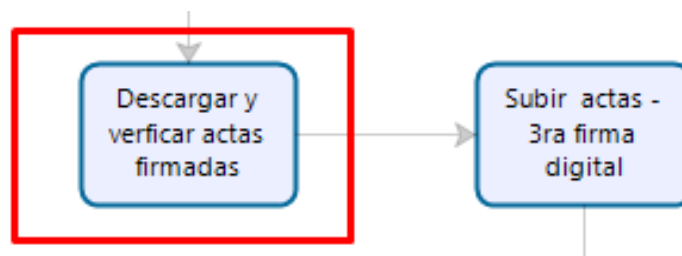 Descargar y
verficar actas
firmadas
Subir actas -
3ra firma
digital